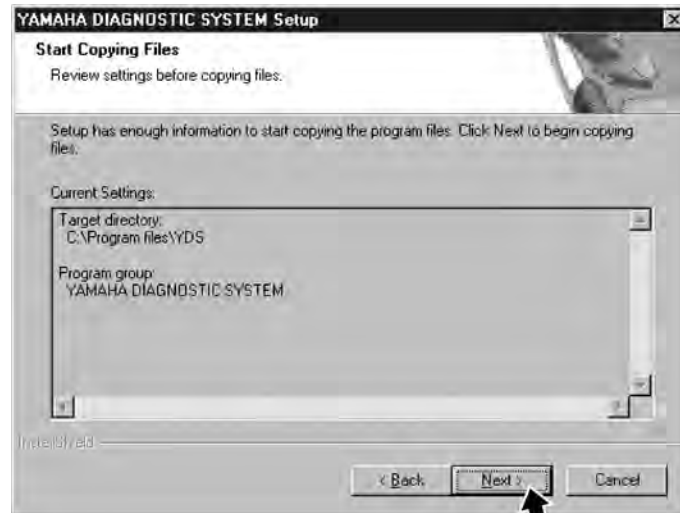 YAMAHA DIAGNOSTIC SYSTEM Setup
Start Copying Files
Review settings before copying files.
Setup has enough information to start copying the program files. Click Next to begin copying
files.
Current Settings:
Target directory:
C:\Program files\YDS
Program group:
YAMAHA DIAGNOSTIC SYSTEM
InstallShield
< Back
Next >
Cancel